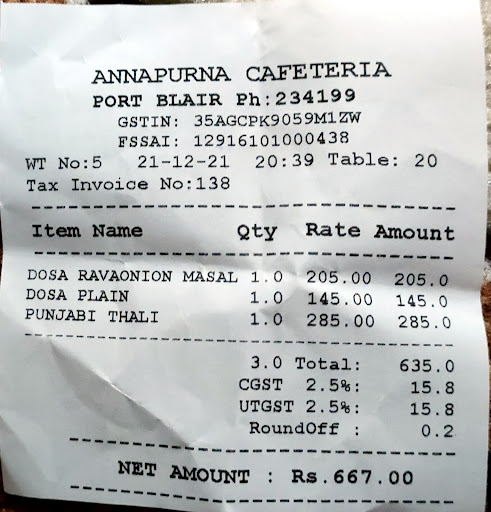 ANNAPURNA CAFETERIA
PORT BLAIR Ph:234199
GSTIN: 35AGCPK9059M1ZW
FSSAI: 12916101000438
WT No:5 21-12-21 20:39 Table: 20
Tax Invoice No:138
Item Name Qty Rate Amount
DOSA RAVAONION MASAL 1.0 205.00 205.0
DOSA PLAIN 1.0 145.00 145.0
PUNJABI THALI 1.0 285.00 285.0
3.0 Total: 635.0
CGST 2.5%: 15.8
UTGST 2.5%: 15.8
RoundOff : 0.2
NET AMOUNT : Rs.667.00